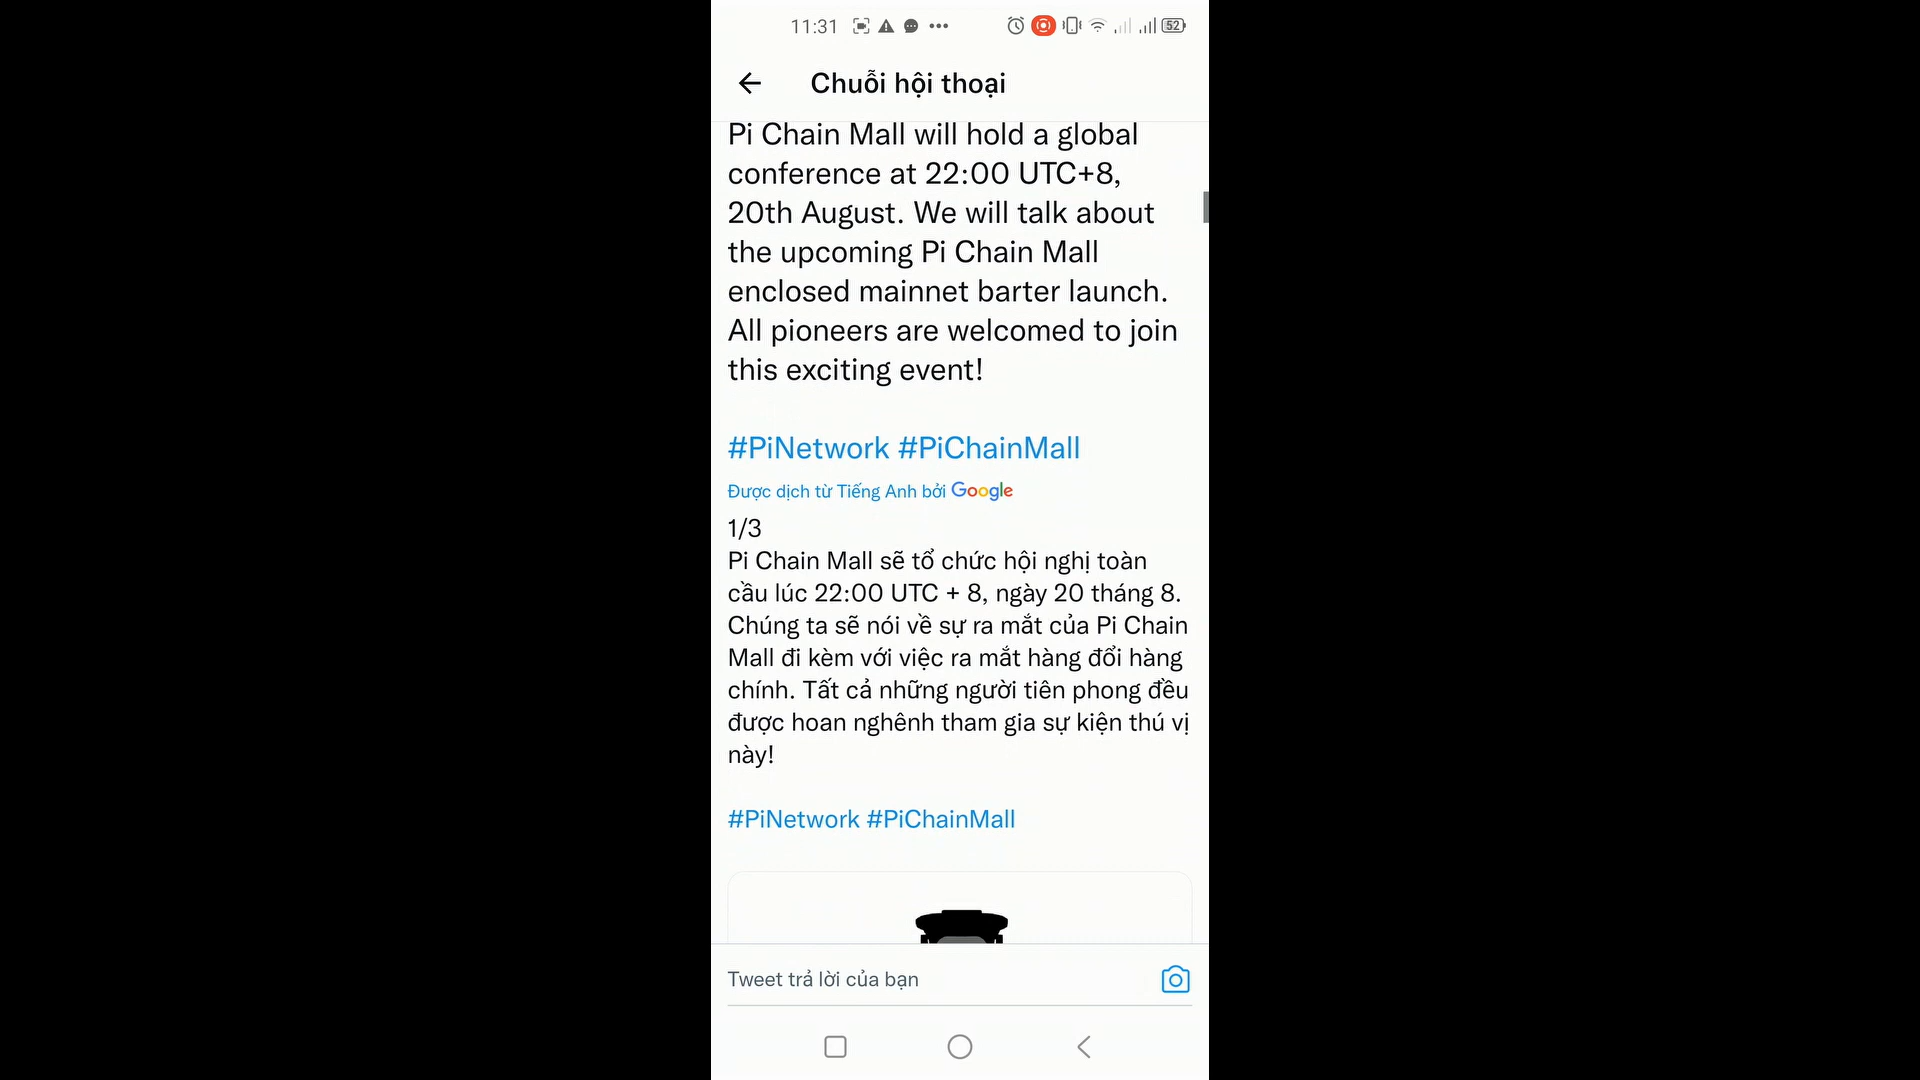 11:31
52
Chuỗi hội thoại
Pi Chain Mall will hold a global
conference at 22:00 UTC+8,
20th August. We will talk about
the upcoming Pi Chain Mall
enclosed mainnet barter launch.
All pioneers are welcomed to join
this exciting event!
#PiNetwork #PiChainMall
Được dịch từ Tiếng Anh bởi Google
1/3
Pi Chain Mall sẽ tổ chức hội nghị toàn
cầu lúc 22:00 UTC + 8, ngày 20 tháng 8.
Chúng ta sẽ nói về sự ra mắt của Pi Chain
Mall đi kèm với việc ra mắt hàng đổi hàng
chính. Tất cả những người tiên phong đều
được hoan nghênh tham gia sự kiện thú vị
này!
#PiNetwork #PiChainMall
Tweet trả lời của bạn